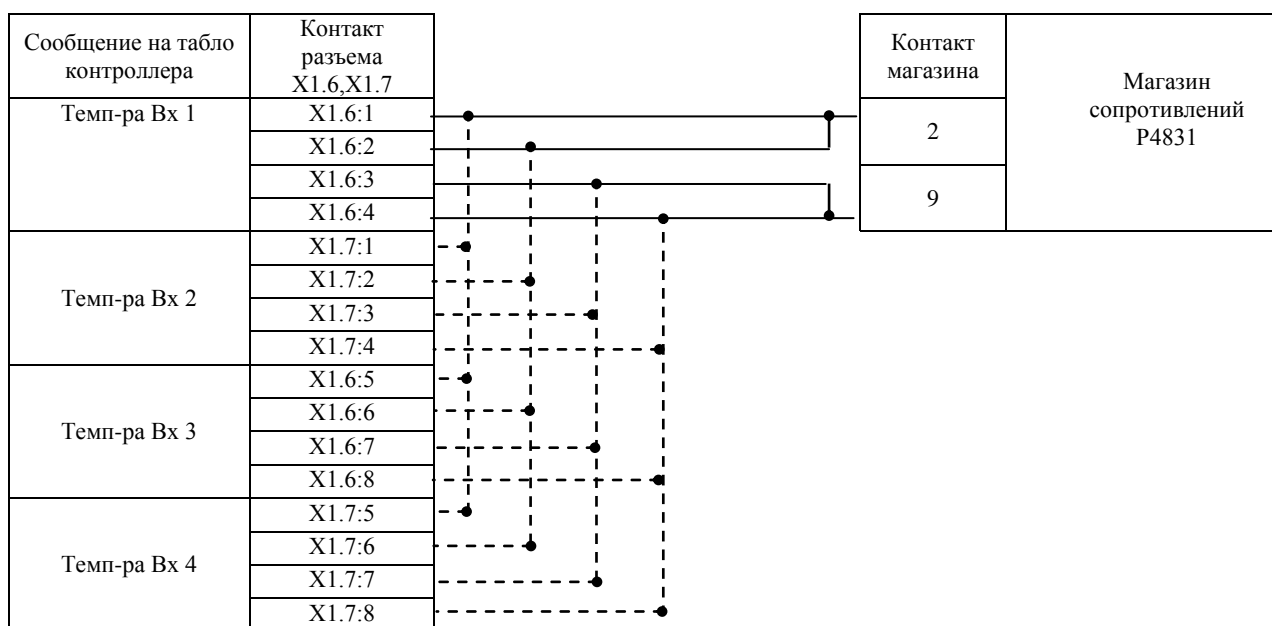 Сообщение на табло
контроллера
Контакт
разъема
X1.6,X1.7
Контакт
магазина
Магазин
сопротивлений
Р4831
Темп-ра Вх 1
X1.6:1
X1.6:2
X1.6:3
X1.6:4
2
9
Темп-ра Вх 2
X1.7:1
X1.7:2
X1.7:3
X1.7:4
Темп-ра Вх 3
X1.6:5
X1.6:6
X1.6:7
X1.6:8
Темп-ра Вх 4
X1.7:5
X1.7:6
X1.7:7
X1.7:8